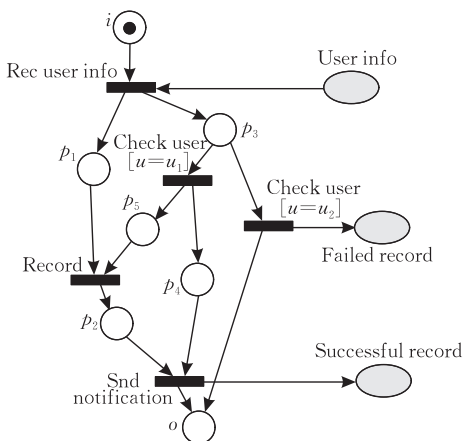 i
User info
Rec user info
p₃
Check user
[u=u₁]
p₁
Check user
[u=u₂]
p₅
Failed record
Record
p₄
p₂
Successful record
Snd
notification
o